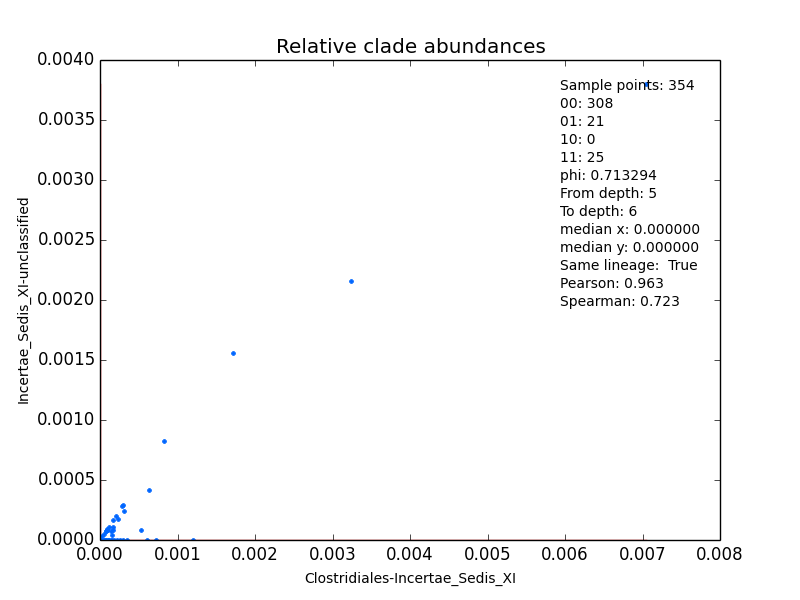 Relative clade abundances
0.0040
0.0035
0.0030
0.0025
0.0020
0.0015
0.0010
0.0005
0.0000
Incertae_Sedis_XI-unclassified
Sample points: 354
00: 308
01: 21
10: 0
11: 25
phi: 0.713294
From depth: 5
To depth: 6
median x: 0.000000
median y: 0.000000
Same lineage:  True
Pearson: 0.963
Spearman: 0.723
0.000 0.001 0.002 0.003 0.004 0.005 0.006 0.007 0.008
Clostridiales-Incertae_Sedis_XI